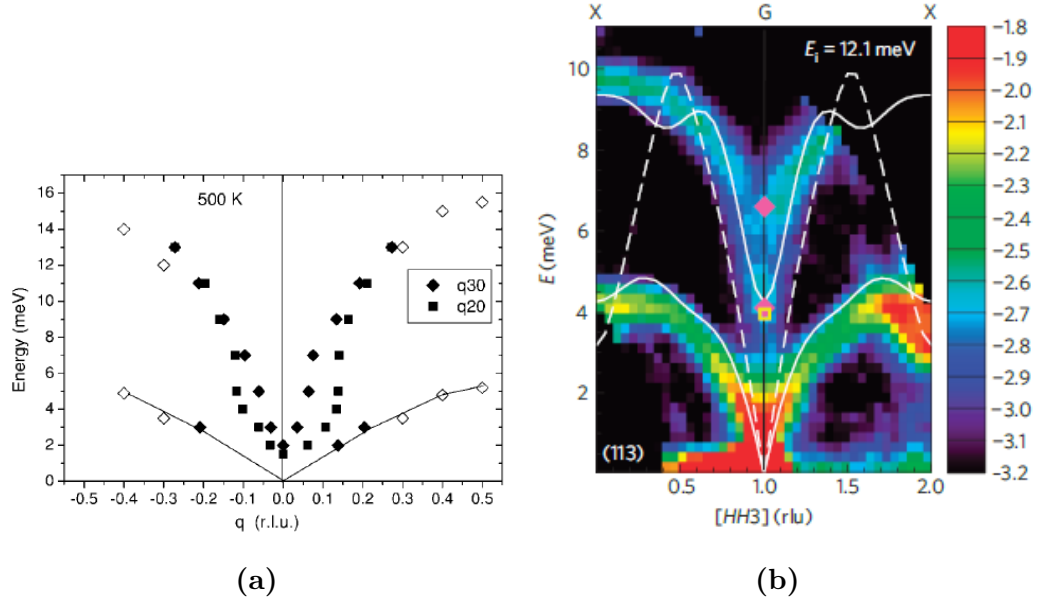 500 K
q30
q20
Energy (meV)
16
14
12
10
8
6
4
2
0
-0.5 -0.4 -0.3 -0.2 -0.1 0.0 0.1 0.2 0.3 0.4 0.5
q (r.l.u.)
(a)
X G X
E_i = 12.1 meV
E (meV)
10
8
6
4
2
(113)
0.5 1.0 1.5 2.0
[HH3] (rlu)
−1.8
−1.9
−2.0
−2.1
−2.2
−2.3
−2.4
−2.5
−2.6
−2.7
−2.8
−2.9
−3.0
−3.1
−3.2
(b)